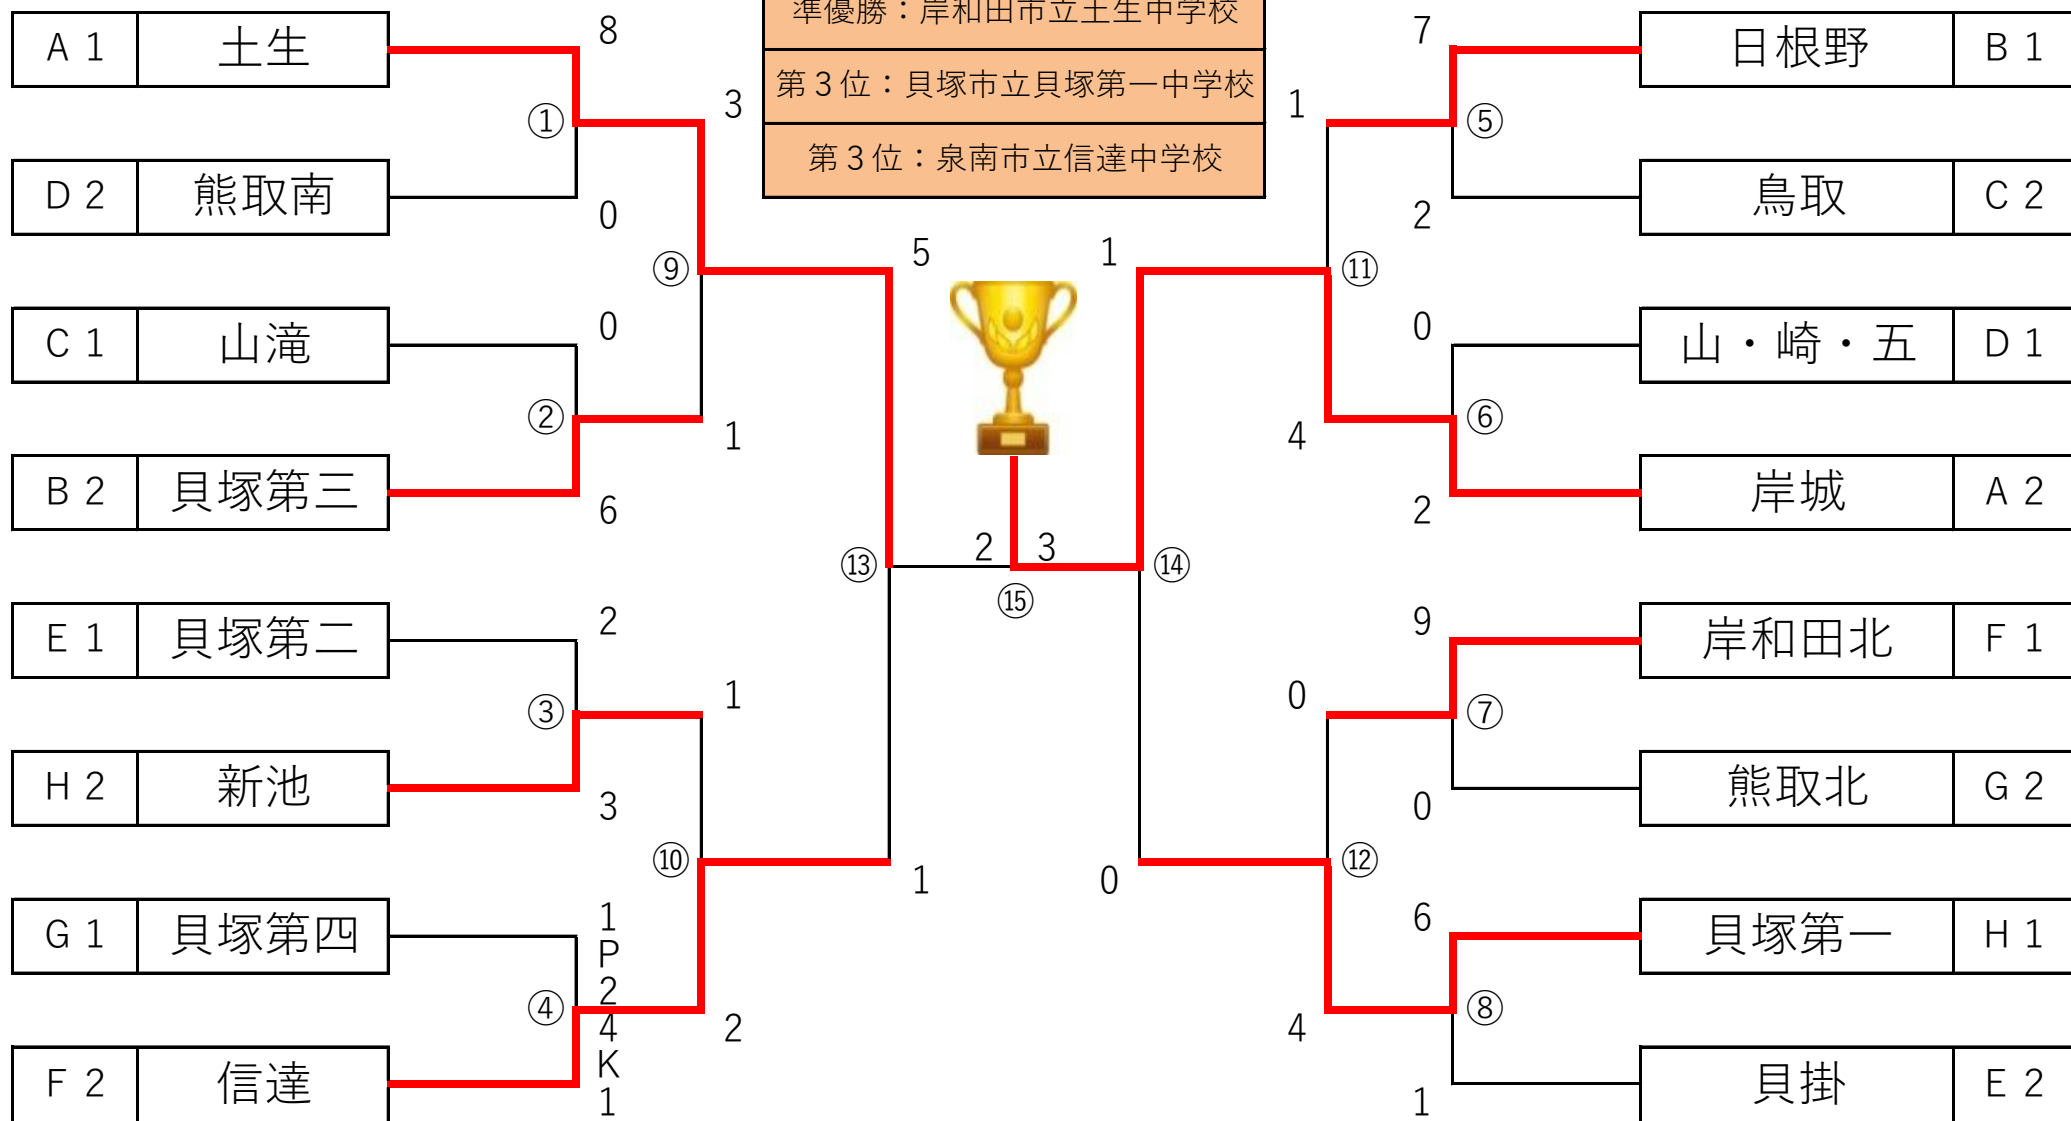 準優勝：岸和田市立土生中学校
第３位：貝塚市立貝塚第一中学校
第３位：泉南市立信達中学校
A 1 土生
8
①
3
D 2 熊取南
0
⑨
5
C 1 山滝
0
②
1
B 2 貝塚第三
6
⑬
2
3
⑮
E 1 貝塚第二
2
③
1
H 2 新池
3
⑩
1
G 1 貝塚第四
1
P
2
④
4
K
1
2
F 2 信達
7
日根野 B 1
1
⑤
2
鳥取 C 2
1
⑪
0
山・崎・五 D 1
4
⑥
2
岸城 A 2
⑭
9
岸和田北 F 1
0
⑦
0
熊取北 G 2
0
⑫
6
貝塚第一 H 1
4
⑧
1
貝掛 E 2